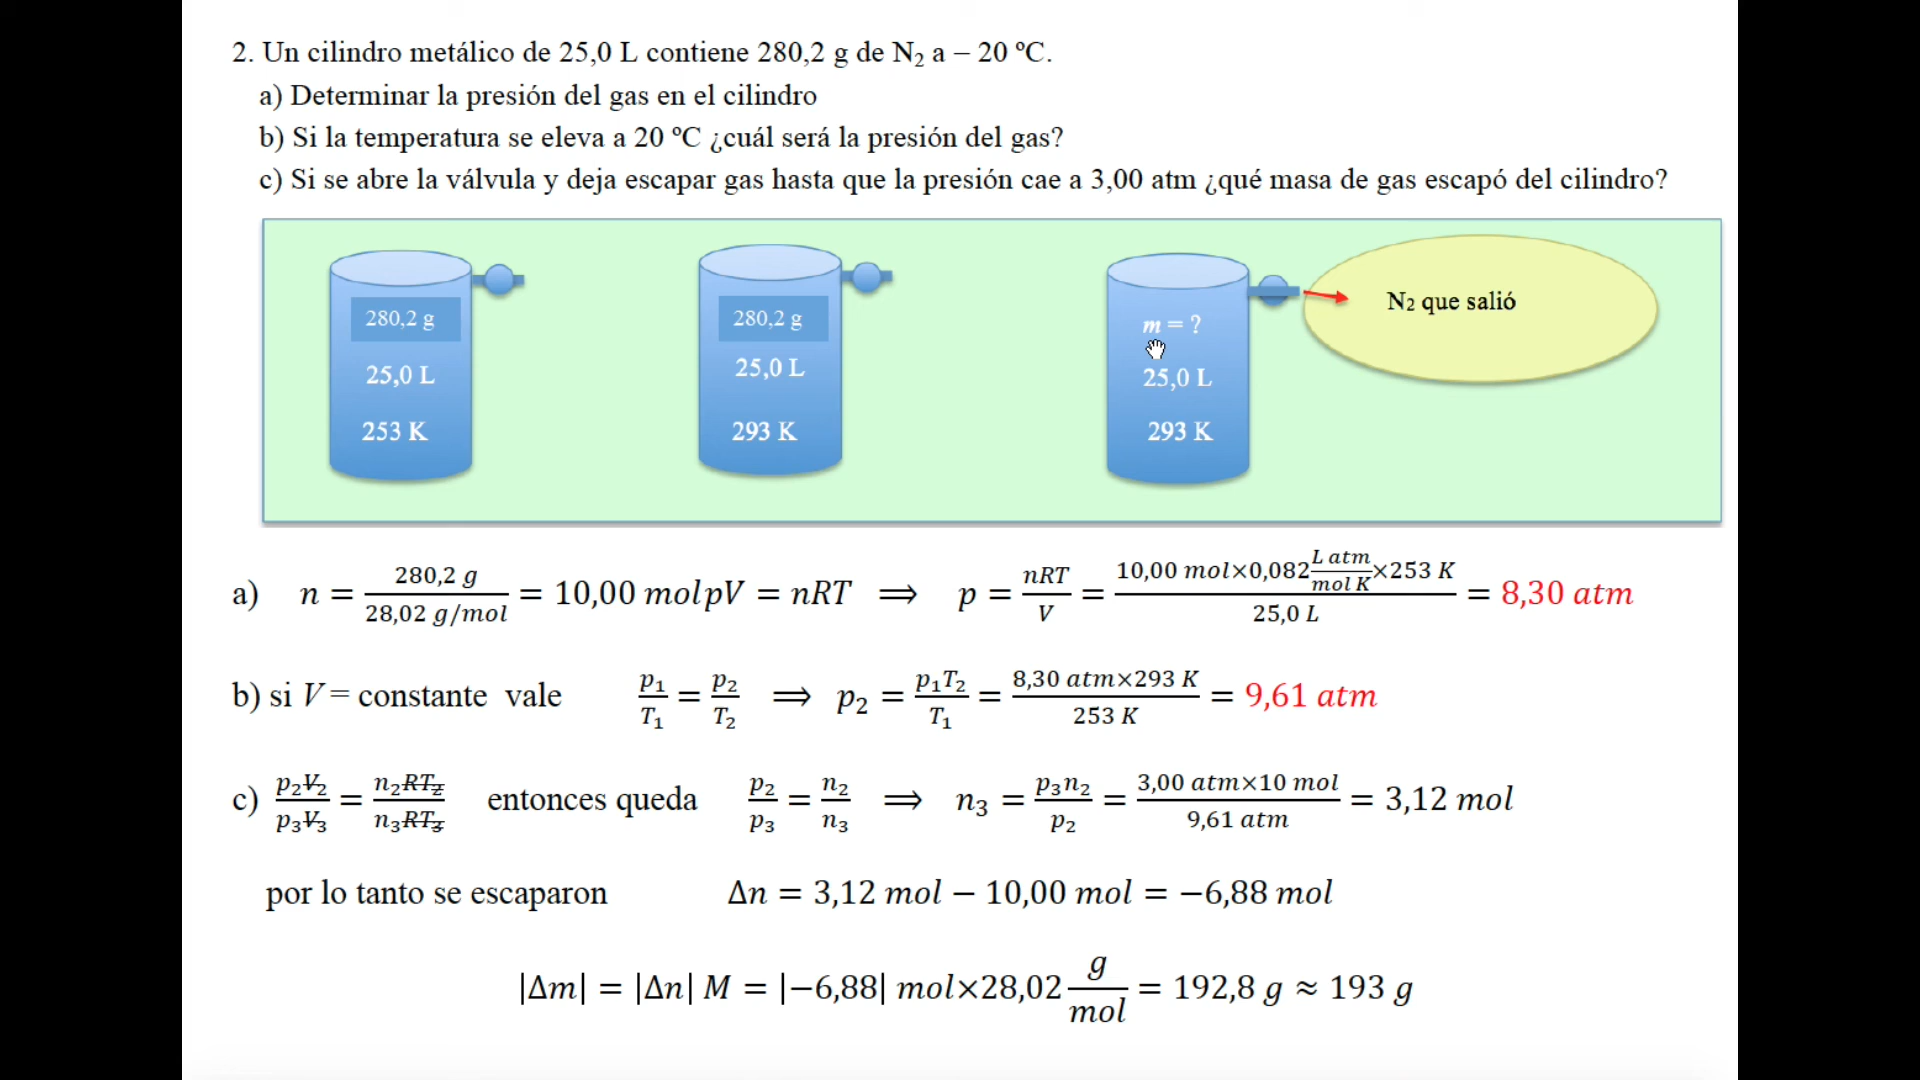 2. Un cilindro metálico de 25,0 L contiene 280,2 g de N₂ a – 20 ºC.
a) Determinar la presión del gas en el cilindro
b) Si la temperatura se eleva a 20 ºC ¿cuál será la presión del gas?
c) Si se abre la válvula y deja escapar gas hasta que la presión cae a 3,00 atm ¿qué masa de gas escapó del cilindro?
280,2 g
25,0 L
253 K
280,2 g
25,0 L
293 K
m = ?
25,0 L
293 K
N₂ que salió
a) n = 280,2 g / 28,02 g/mol = 10,00 mol pV = nRT ⟹ p = nRT / V = 10,00 mol×0,082 L atm / mol K ×253 K / 25,0 L = 8,30 atm
b) si V = constante vale p₁/T₁ = p₂/T₂ ⟹ p₂ = p₁T₂ / T₁ = 8,30 atm×293 K / 253 K = 9,61 atm
c) p₂V₂ / p₃V₃ = n₂RT₂ / n₃RT₃ entonces queda p₂/p₃ = n₂/n₃ ⟹ n₃ = p₃n₂ / p₂ = 3,00 atm×10 mol / 9,61 atm = 3,12 mol
por lo tanto se escaparon Δn = 3,12 mol − 10,00 mol = −6,88 mol
|Δm| = |Δn| M = |−6,88| mol×28,02 g / mol = 192,8 g ≈ 193 g